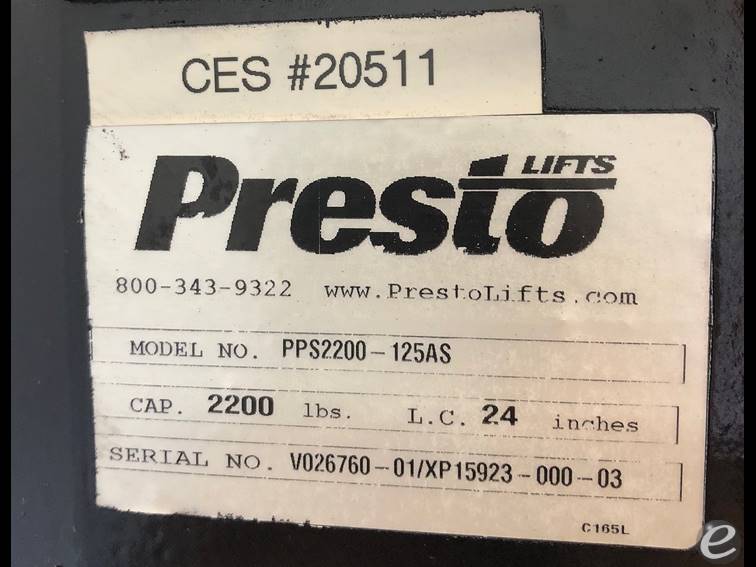 CES #20511
Presto LIFTS
800-343-9322 www.PrestoLifts.com
MODEL NO. PPS2200-125AS
CAP. 2200 lbs. L.C. 24 inches
SERIAL NO. V026760-01/XP15923-000-03
C165L
e